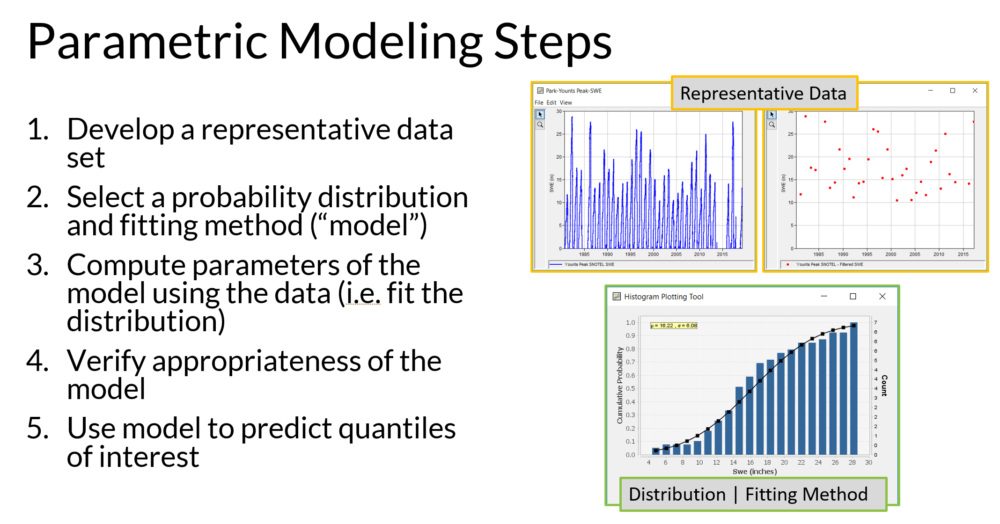 Parametric Modeling Steps
1. Develop a representative data
set
2. Select a probability distribution
and fitting method (“model”)
3. Compute parameters of the
model using the data (i.e. fit the
distribution)
4. Verify appropriateness of the
model
5. Use model to predict quantiles
of interest
Representative Data
Park-Younts Peak-SWE
File Edit View
30
25
20
15
10
5
0
SWE (in)
1985 1990 1995 2000 2005 2010 2015
Younts Peak SNOTEL SWE
30
25
20
15
10
5
0
SWE (in)
1985 1990 1995 2000 2005 2010 2015
Younts Peak SNOTEL - Filtered SWE
Histogram Plotting Tool
μ = 16.22 , σ = 6.08
1.0
0.9
0.8
0.7
0.6
0.5
0.4
0.3
0.2
0.1
0.0
Cumulative Probability
7
6
6
6
5
4
4
4
3
2
2
2
1
0
0
Count
4 6 8 10 12 14 16 18 20 22 24 26 28 30
Swe (inches)
Distribution | Fitting Method